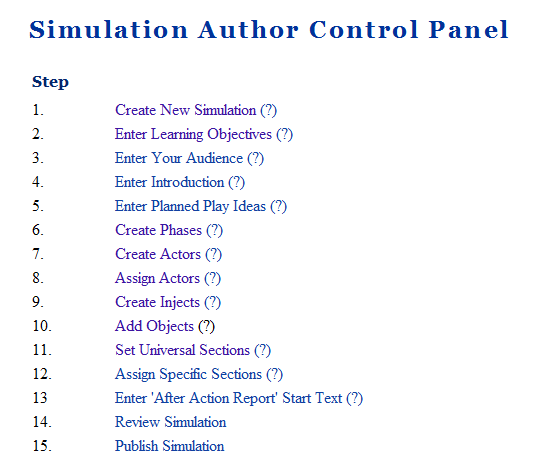 Simulation Author Control Panel
Step
1. Create New Simulation (?)
2. Enter Learning Objectives (?)
3. Enter Your Audience (?)
4. Enter Introduction (?)
5. Enter Planned Play Ideas (?)
6. Create Phases (?)
7. Create Actors (?)
8. Assign Actors (?)
9. Create Injects (?)
10. Add Objects (?)
11. Set Universal Sections (?)
12. Assign Specific Sections (?)
13 Enter 'After Action Report' Start Text (?)
14. Review Simulation
15. Publish Simulation